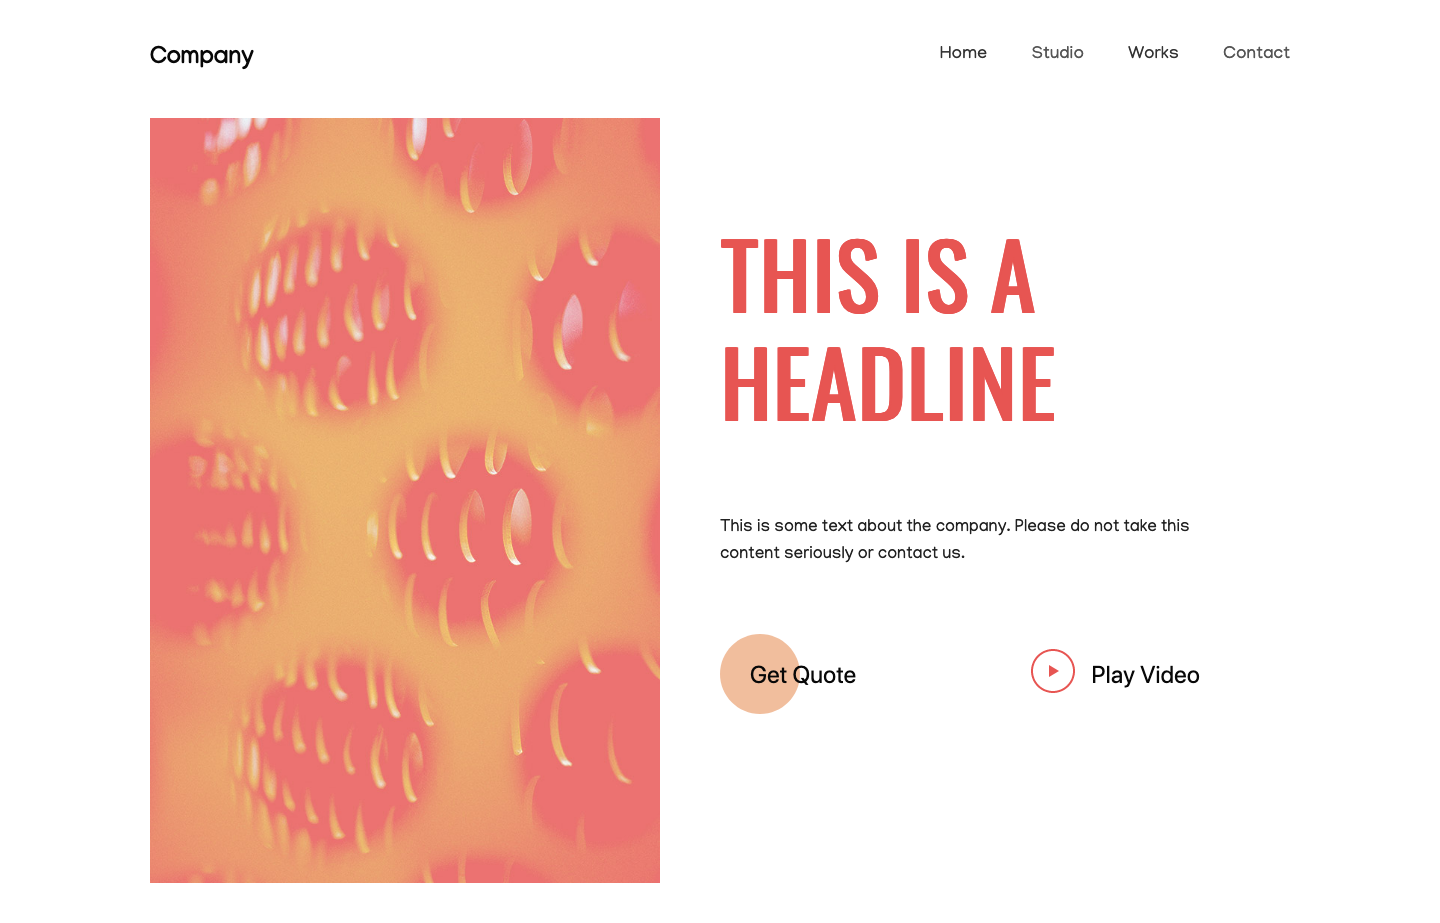 Company
Home
Studio
Works
Contact
THIS IS A
HEADLINE
This is some text about the company. Please do not take this
content seriously or contact us.
Get Quote
Play Video